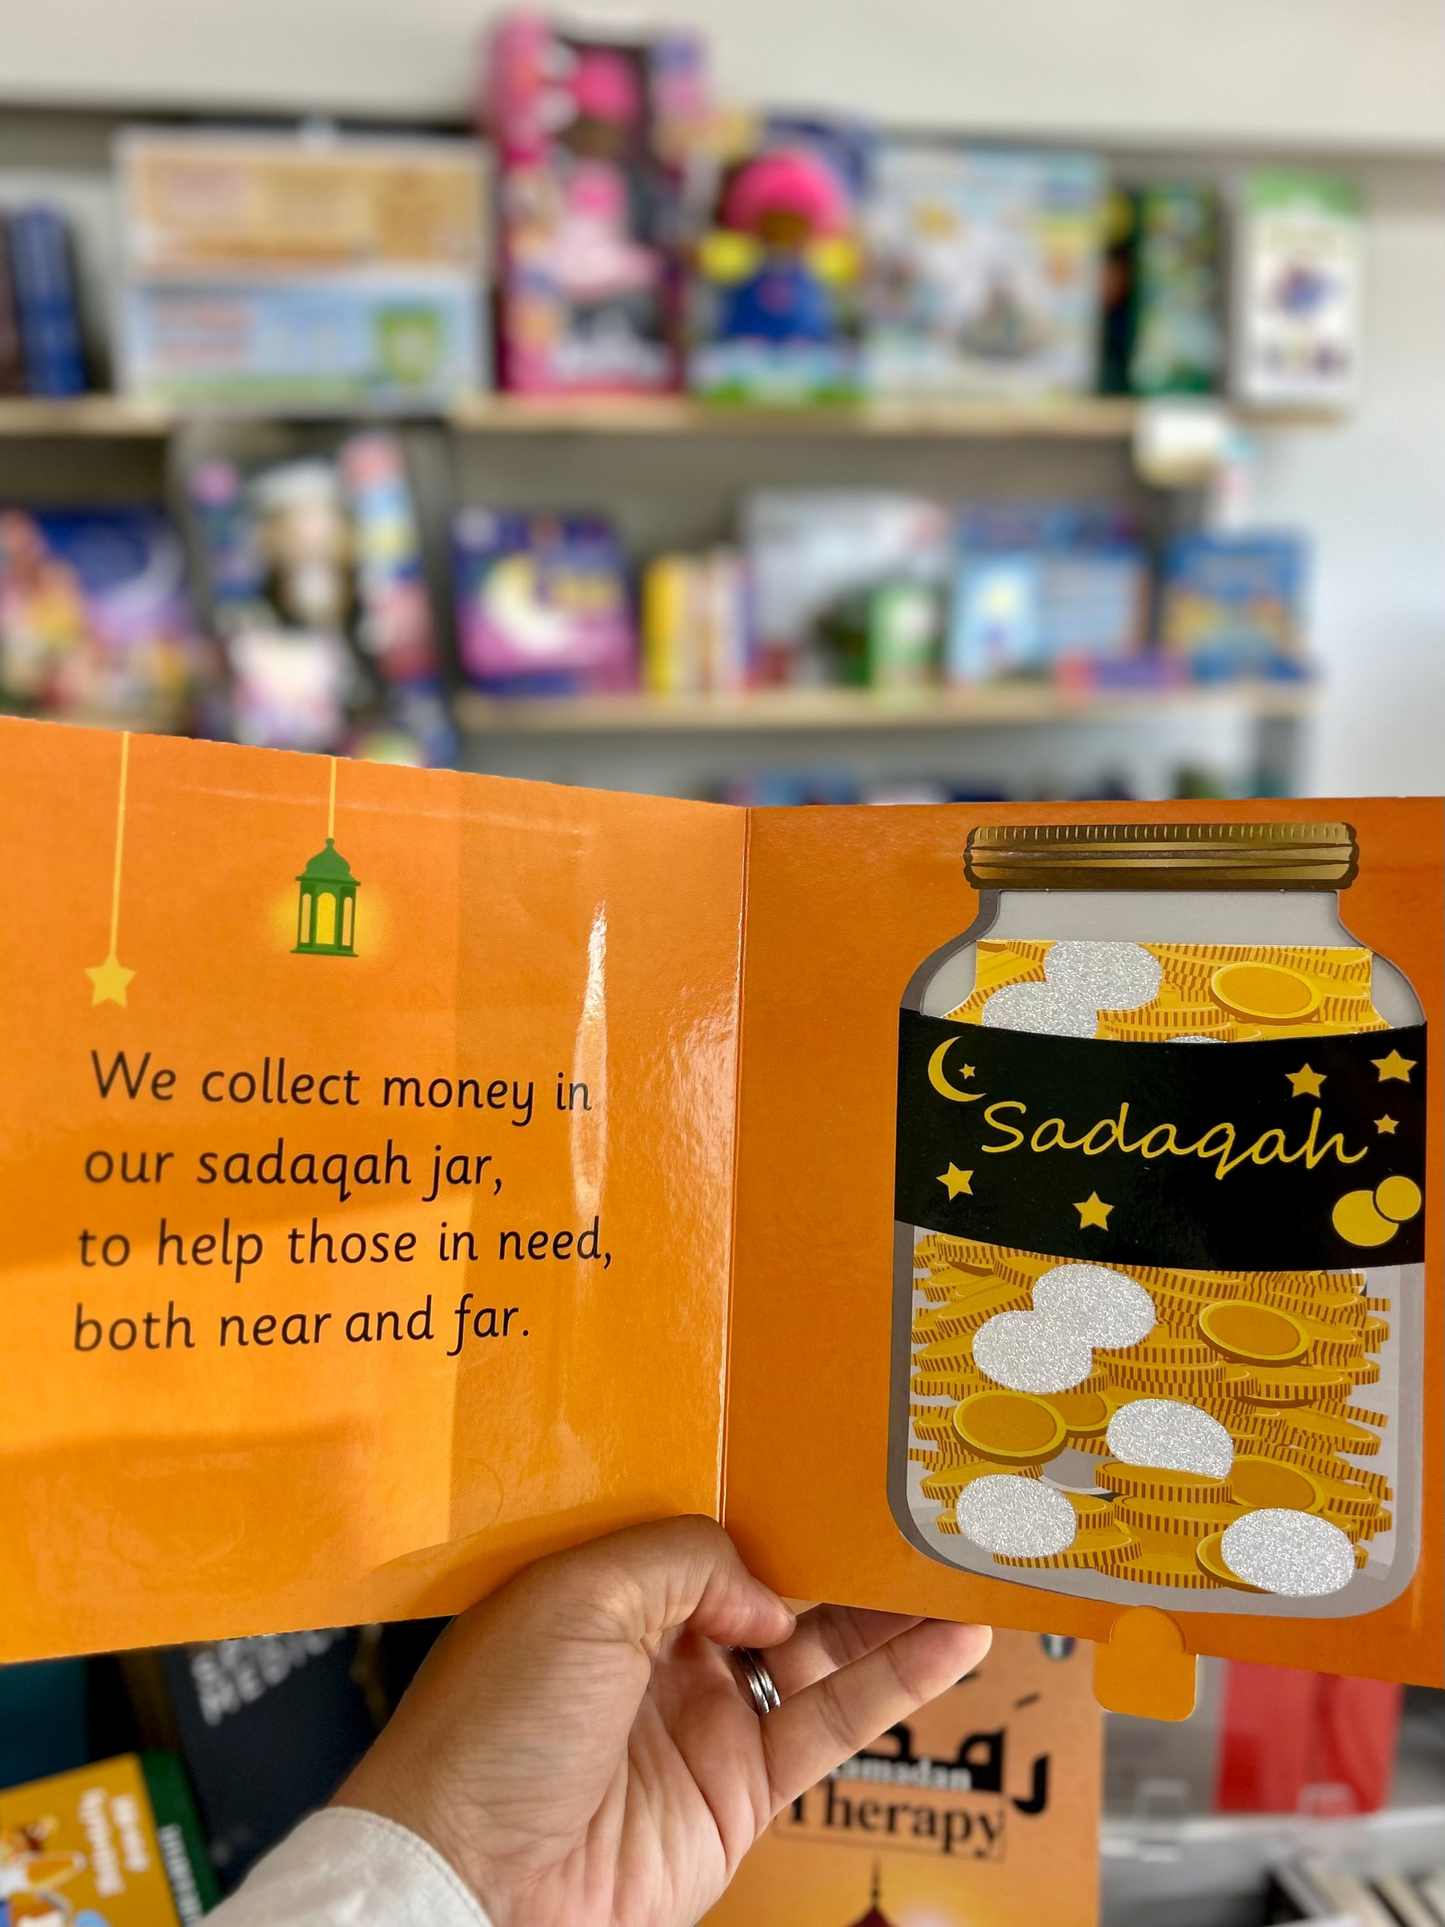 We collect money in
our sadaqah jar,
to help those in need,
both near and far.
Sadaqah
Therapy